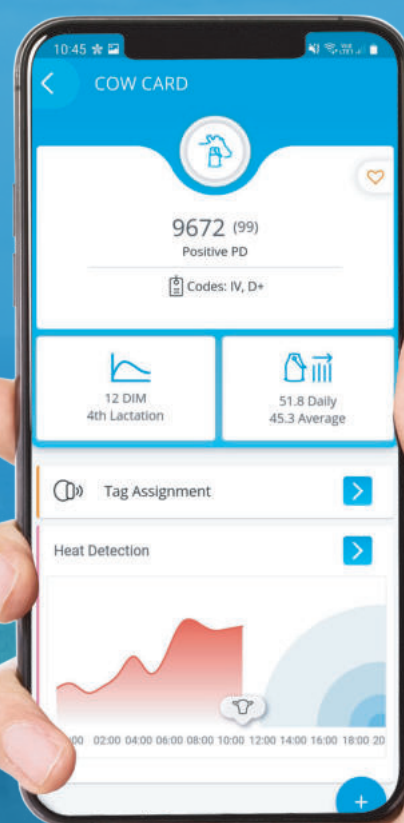 10:45
COW CARD
9672 (99)
Positive PD
Codes: IV, D+
12 DIM
4th Lactation
51.8 Daily
45.3 Average
Tag Assignment
Heat Detection
02:00 04:00 06:00 08:00 10:00 12:00 14:00 16:00 18:00 20
+